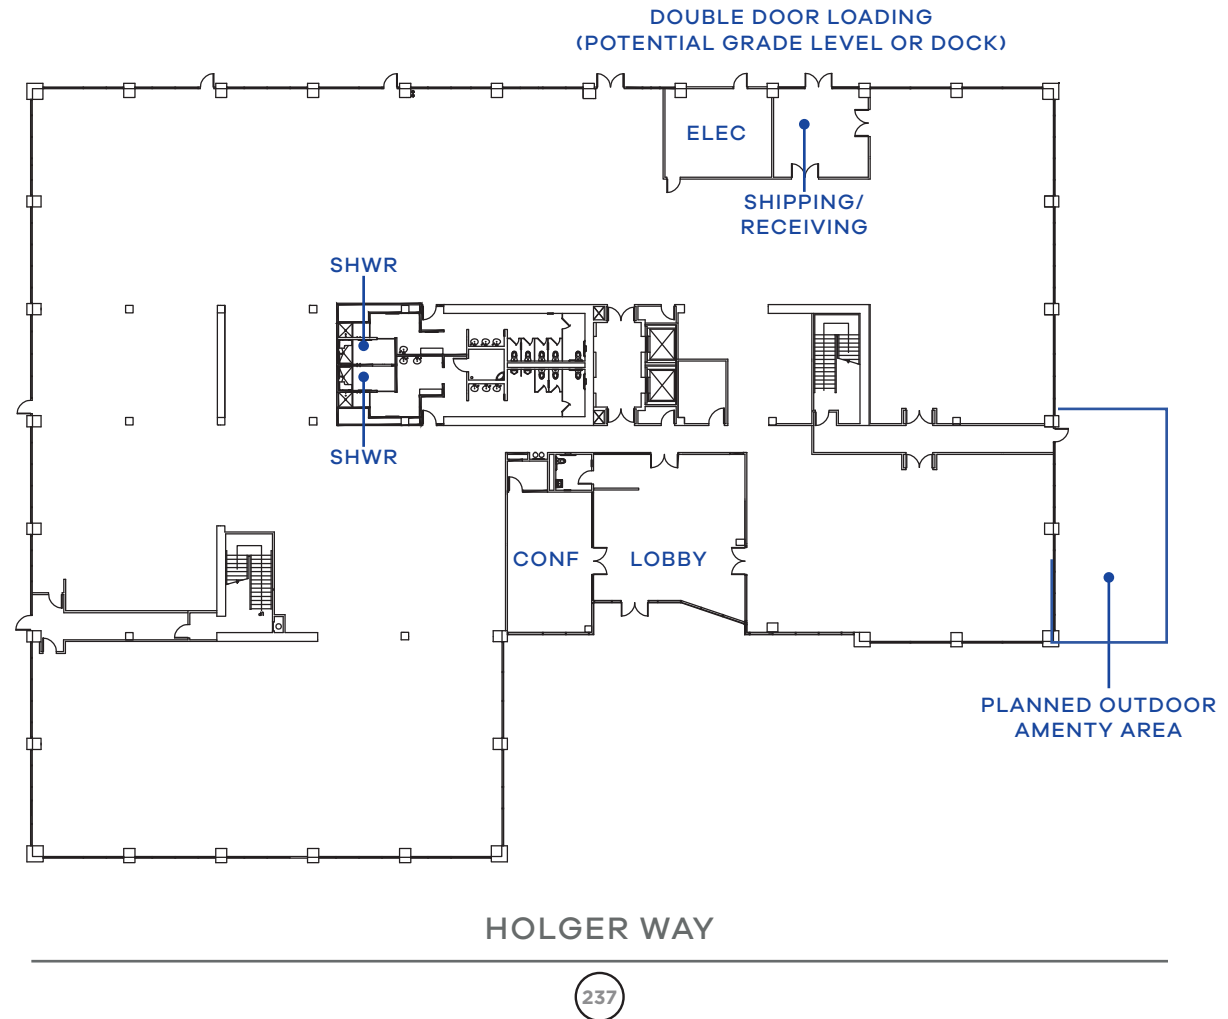 DOUBLE DOOR LOADING
(POTENTIAL GRADE LEVEL OR DOCK)
ELEC
SHIPPING/
RECEIVING
SHWR
SHWR
CONF
LOBBY
PLANNED OUTDOOR
AMENTY AREA
HOLGER WAY
237